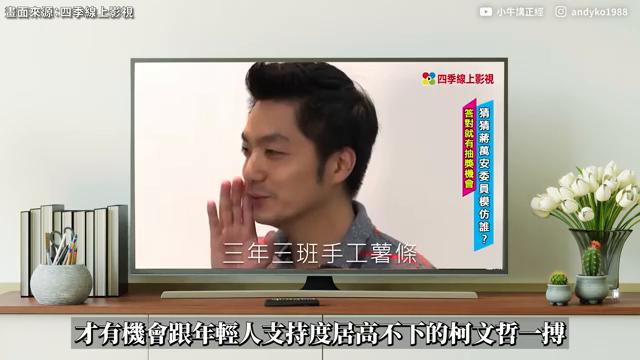 畫面來源:四季線上影視
小牛講正經
andyko1988
四季線上影視
猜猜蔣萬安委員模仿誰?
答對就有抽獎機會
三年三班手工薯條
才有機會跟年輕人支持度居高不下的柯文哲一搏